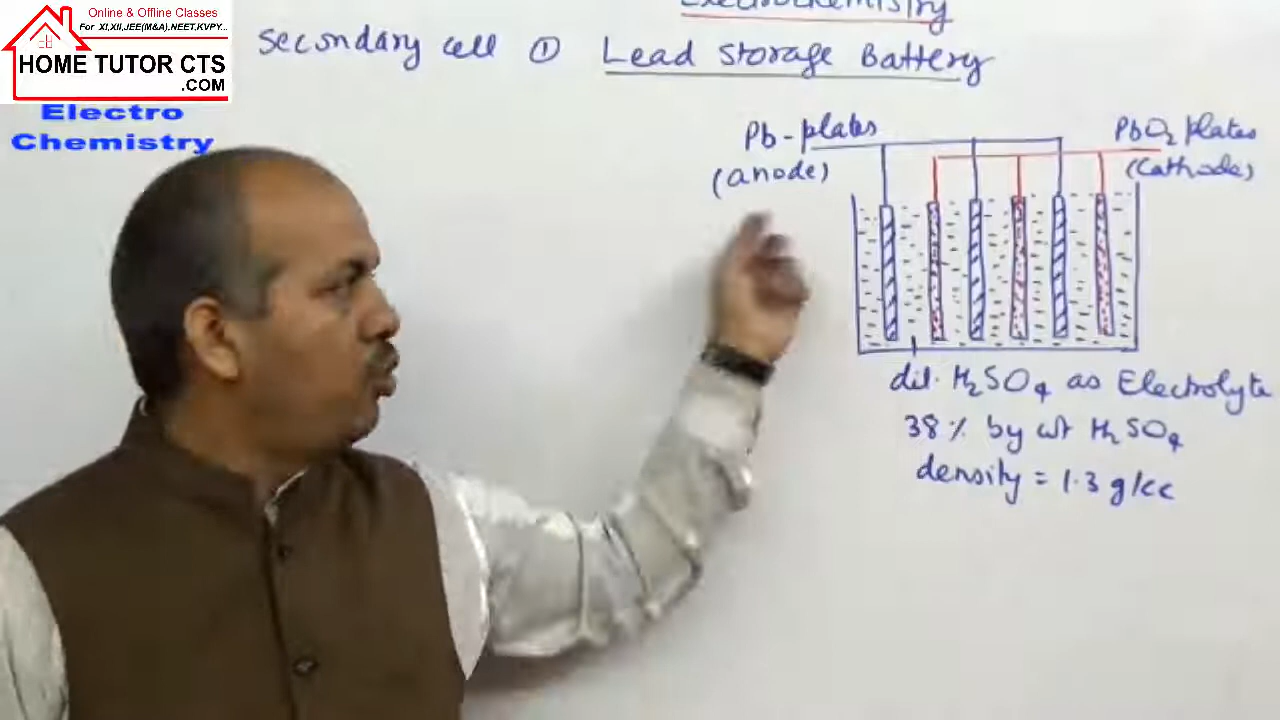 Online & Offline Classes
For XI,XII,JEE(M&A),NEET,KVPY...
HOME TUTOR CTS
.COM
Electro
Chemistry
Electrochemistry
Secondary cell ① Lead Storage Battery
Pb-plates
(anode)
PbO2 plates
(Cathode)
dil. H2SO4 as Electrolyte
38% by wt H2SO4
density = 1.3 g/cc